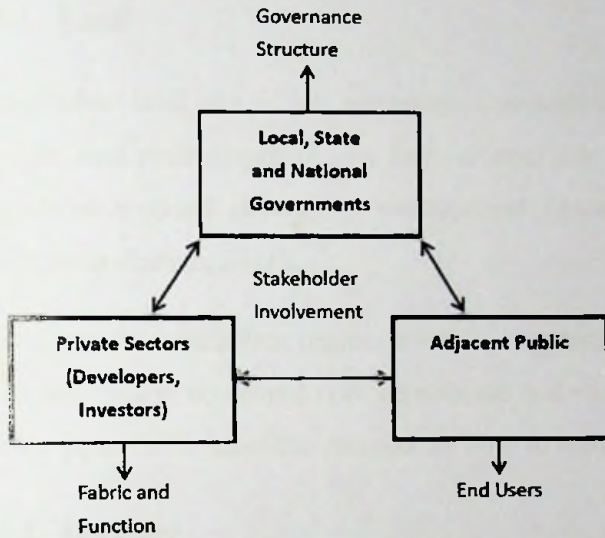 Governance
Structure
Local, State
and National
Governments
Stakeholder
Involvement
Private Sectors
(Developers,
Investors)
Adjacent Public
Fabric and
Function
End Users